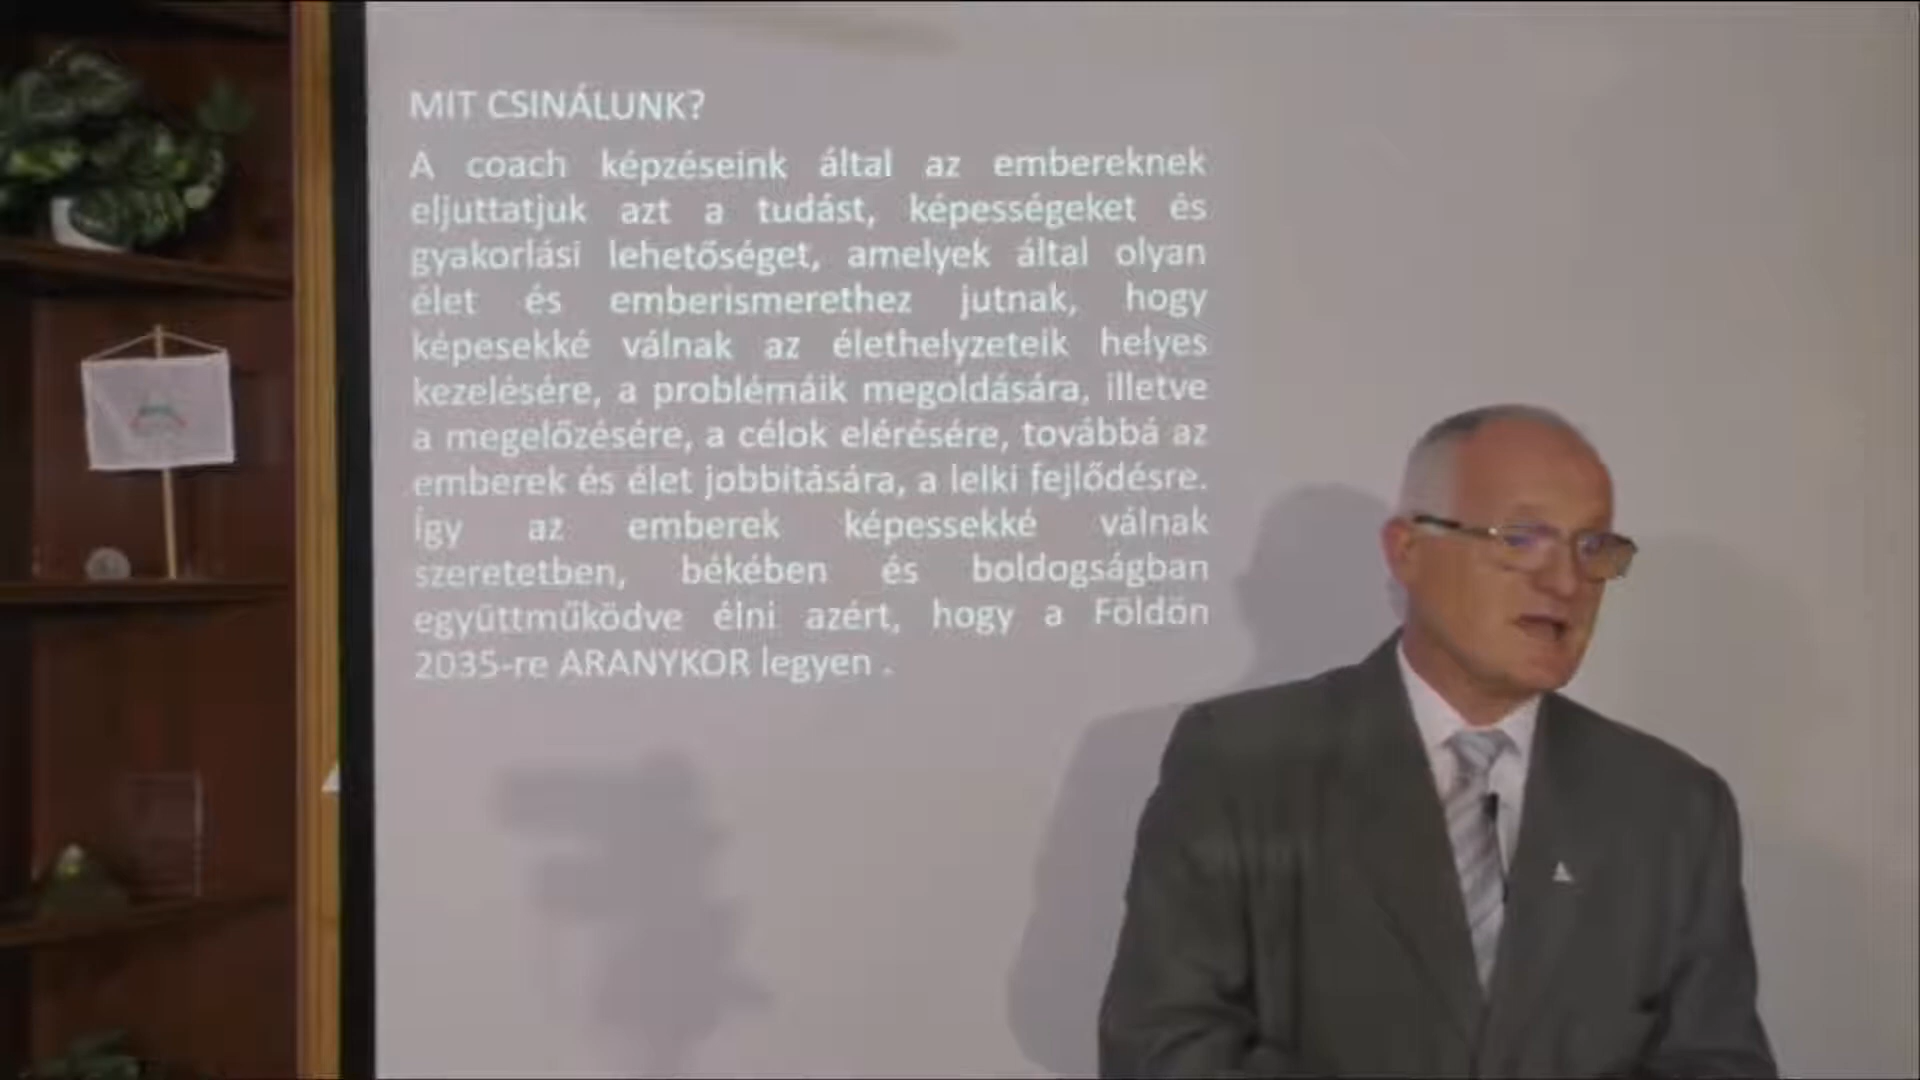 MIT CSINÁLUNK?
A coach képzéseink által az embereknek
eljuttatjuk azt a tudást, képességeket és
gyakorlási lehetőséget, amelyek által olyan
élet és emberismerethez jutnak, hogy
képesekké válnak az élethelyzeteik helyes
kezelésére, a problémáik megoldására, illetve
a megelőzésére, a célok elérésére, továbbá az
emberek és élet jobbítására, a lelki fejlődésre.
Így az emberek képessekké válnak
szeretetben, békében és boldogságban
együttműködve élni azért, hogy a Földön
2035-re ARANYKOR legyen .